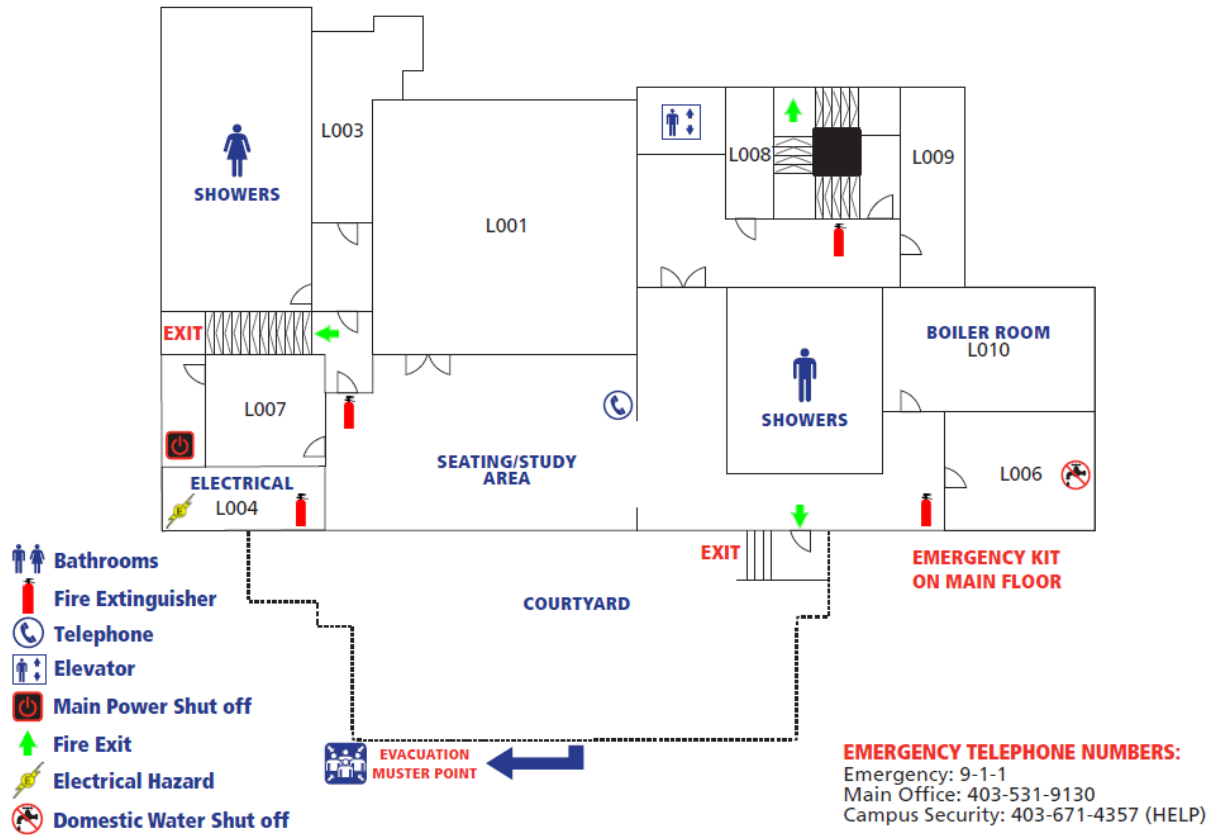 L003
SHOWERS
L001
L008
L009
EXIT
BOILER ROOM
L010
L007
SHOWERS
SEATING/STUDY
AREA
L006
ELECTRICAL
E
L004
EXIT
EMERGENCY KIT
ON MAIN FLOOR
COURTYARD
Bathrooms
Fire Extinguisher
Telephone
Elevator
Main Power Shut off
Fire Exit
E
Electrical Hazard
Domestic Water Shut off
EVACUATION
MUSTER POINT
EMERGENCY TELEPHONE NUMBERS:
Emergency: 9-1-1
Main Office: 403-531-9130
Campus Security: 403-671-4357 (HELP)